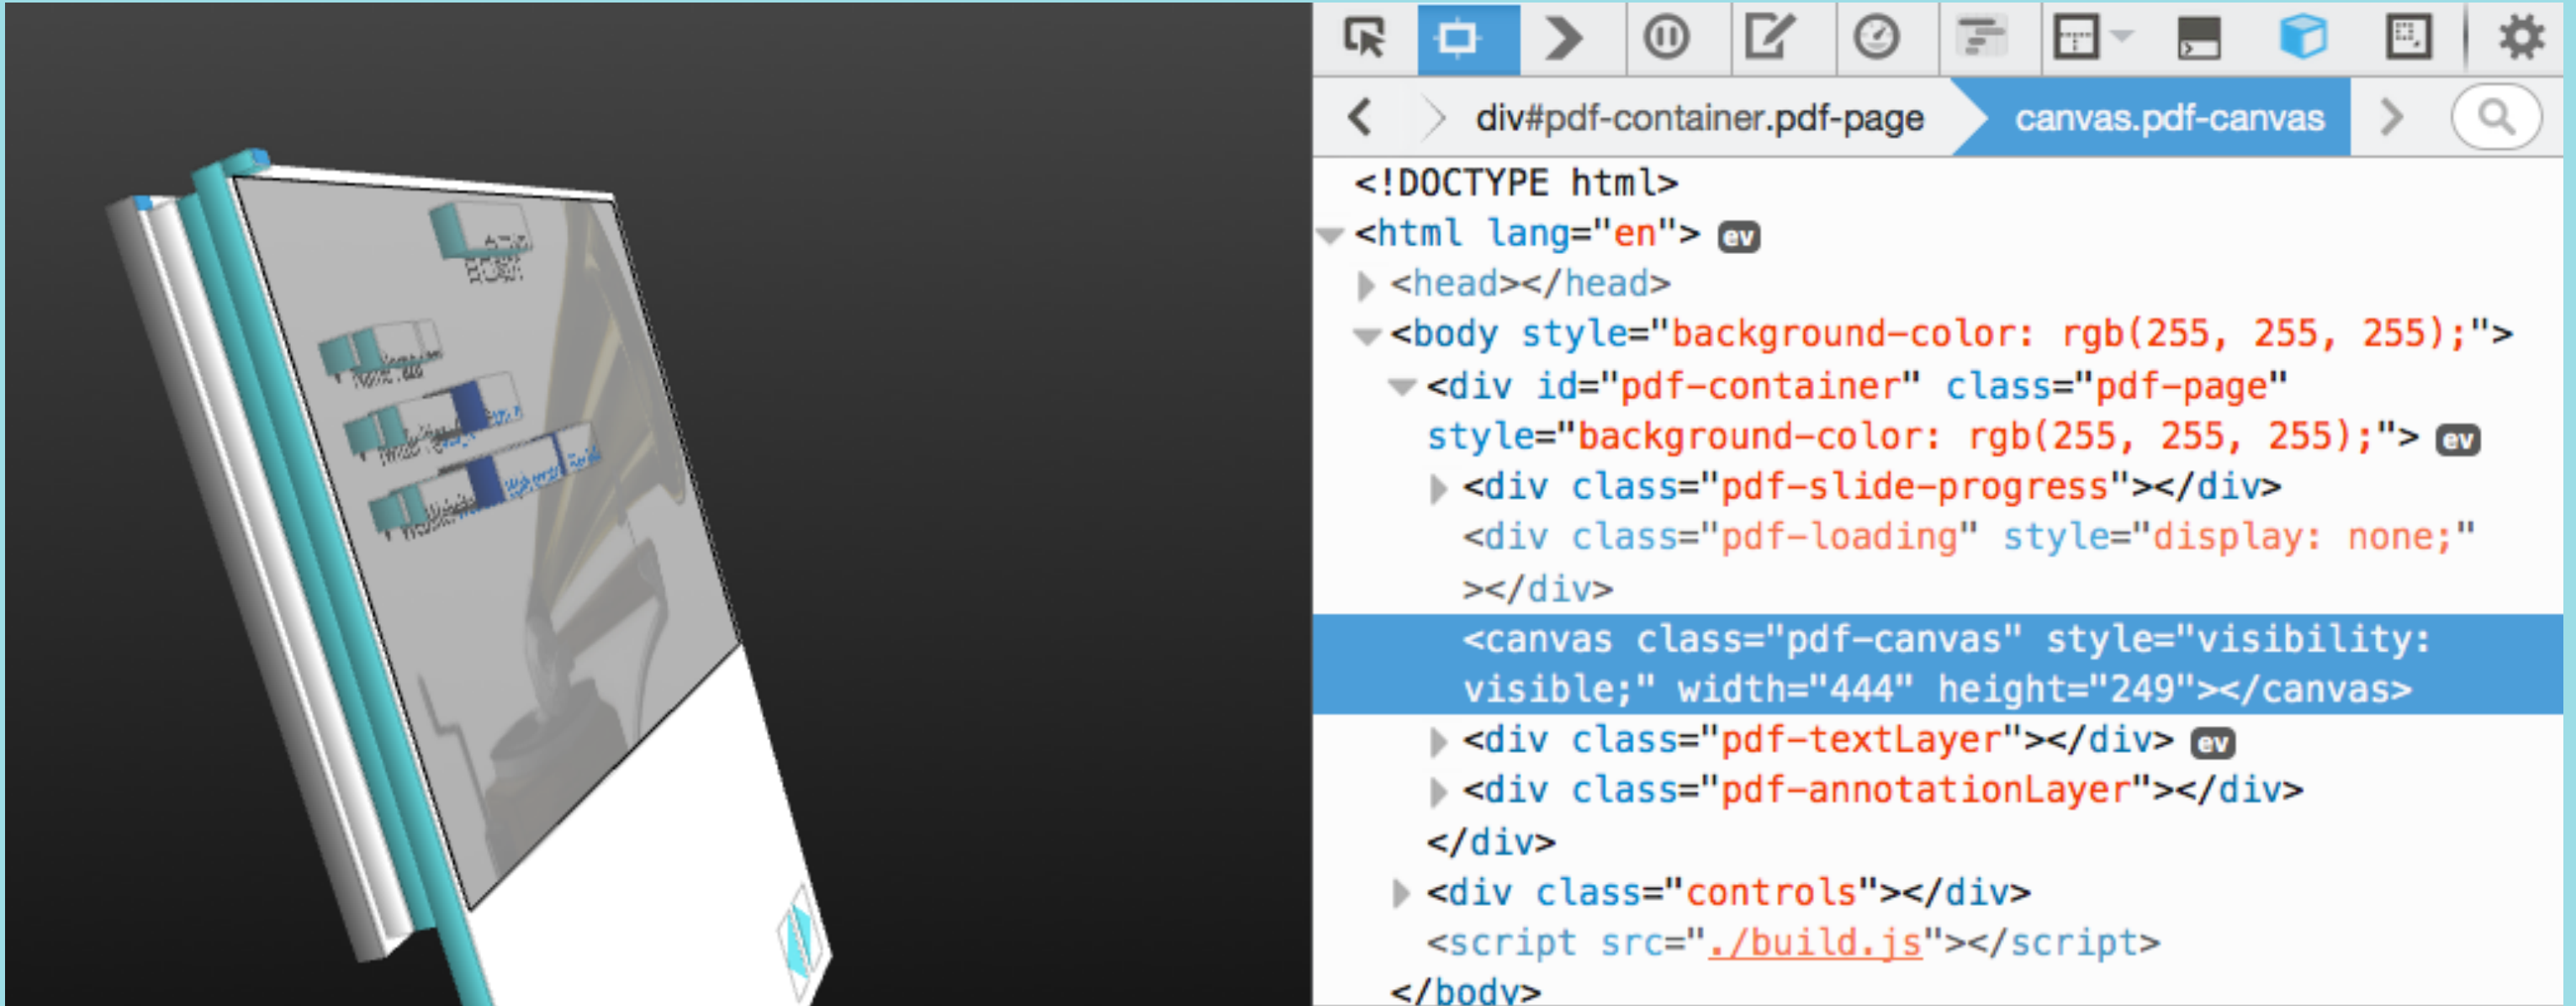 div#pdf-container.pdf-page
canvas.pdf-canvas
<!DOCTYPE html>
<html lang="en"> ev
<head></head>
<body style="background-color: rgb(255, 255, 255);">
<div id="pdf-container" class="pdf-page"
style="background-color: rgb(255, 255, 255);"> ev
<div class="pdf-slide-progress"></div>
<div class="pdf-loading" style="display: none;"
></div>
<canvas class="pdf-canvas" style="visibility:
visible;" width="444" height="249"></canvas>
<div class="pdf-textLayer"></div> ev
<div class="pdf-annotationLayer"></div>
</div>
<div class="controls"></div>
<script src="./build.js"></script>
</body>